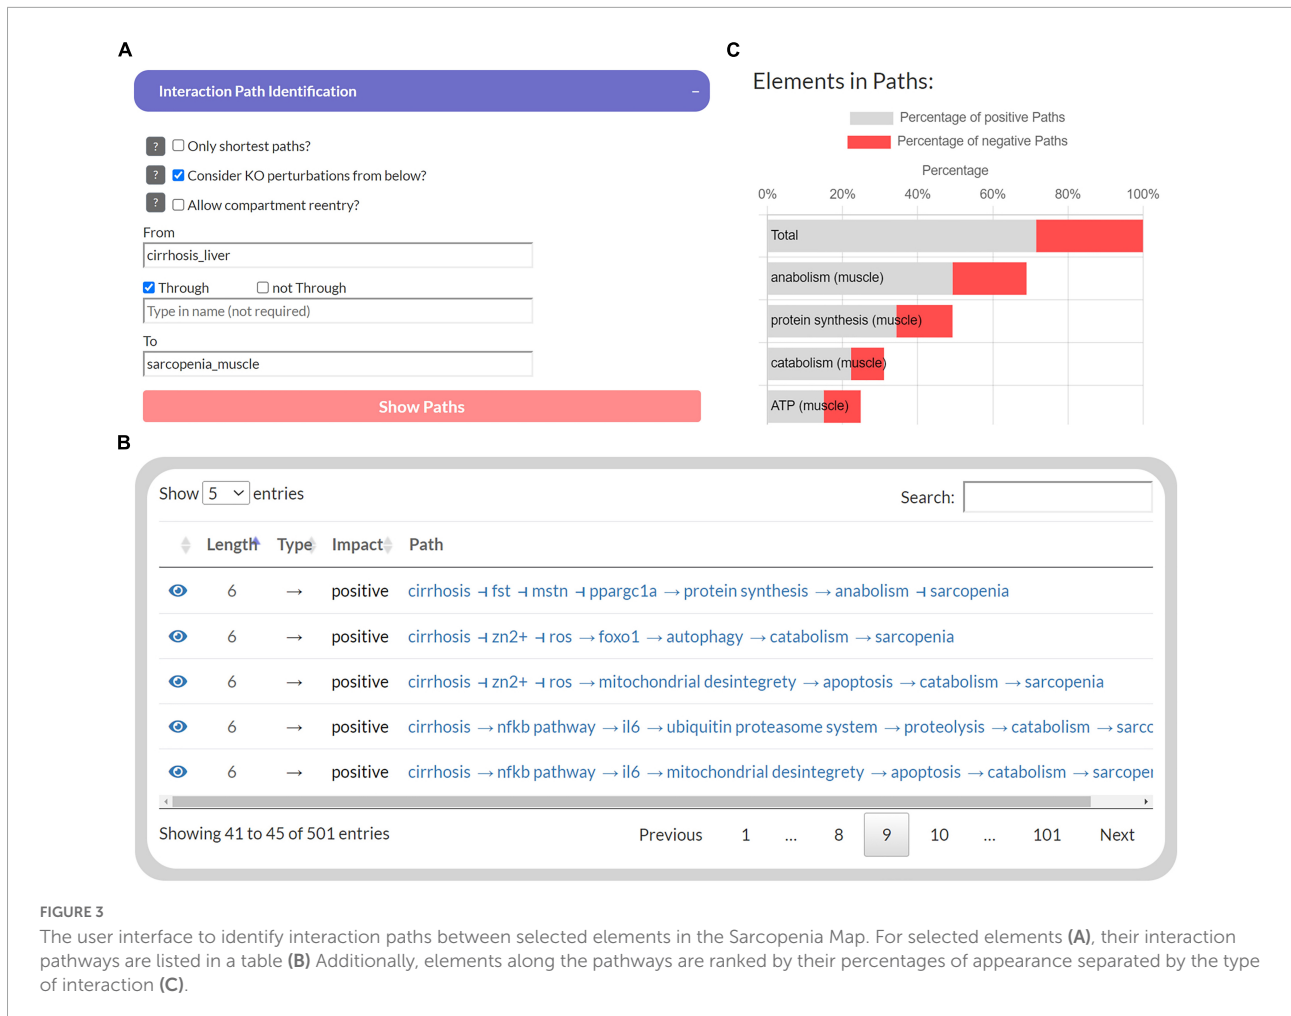 A
Interaction Path Identification –
? Only shortest paths?
? Consider KO perturbations from below?
? Allow compartment reentry?
From
cirrhosis_liver
Through not Through
Type in name (not required)
To
sarcopenia_muscle
Show Paths
C
Elements in Paths:
Percentage of positive Paths
Percentage of negative Paths
Percentage
0% 20% 40% 60% 80% 100%
Total
anabolism (muscle)
protein synthesis (muscle)
catabolism (muscle)
ATP (muscle)
B
Show 5 entries
Search:
Length Type Impact Path
6 → positive cirrhosis ⊣ fst ⊣ mstn ⊣ ppargc1a → protein synthesis → anabolism ⊣ sarcopenia
6 → positive cirrhosis ⊣ zn2+ ⊣ ros → foxo1 → autophagy → catabolism → sarcopenia
6 → positive cirrhosis ⊣ zn2+ ⊣ ros → mitochondrial desintegrety → apoptosis → catabolism → sarcopenia
6 → positive cirrhosis → nfkb pathway → il6 → ubiquitin proteasome system → proteolysis → catabolism → sarc
6 → positive cirrhosis → nfkb pathway → il6 → mitochondrial desintegrety → apoptosis → catabolism → sarcope
Showing 41 to 45 of 501 entries
Previous 1 ... 8 9 10 ... 101 Next
FIGURE 3
The user interface to identify interaction paths between selected elements in the Sarcopenia Map. For selected elements (A), their interaction
pathways are listed in a table (B) Additionally, elements along the pathways are ranked by their percentages of appearance separated by the type
of interaction (C).